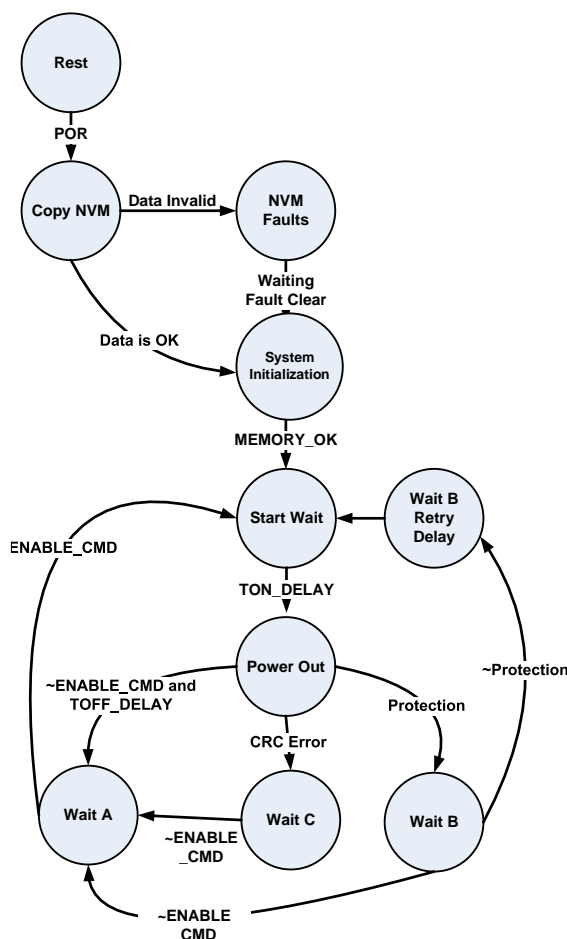 Rest
POR
Copy NVM
Data Invalid
NVM
Faults
Waiting
Fault Clear
Data is OK
System
Initialization
MEMORY_OK
Start Wait
Wait B
Retry
Delay
ENABLE_CMD
TON_DELAY
Power Out
~ENABLE_CMD and
TOFF_DELAY
Protection
~Protection
CRC Error
Wait A
Wait C
Wait B
~ENABLE
_CMD
~ENABLE
CMD